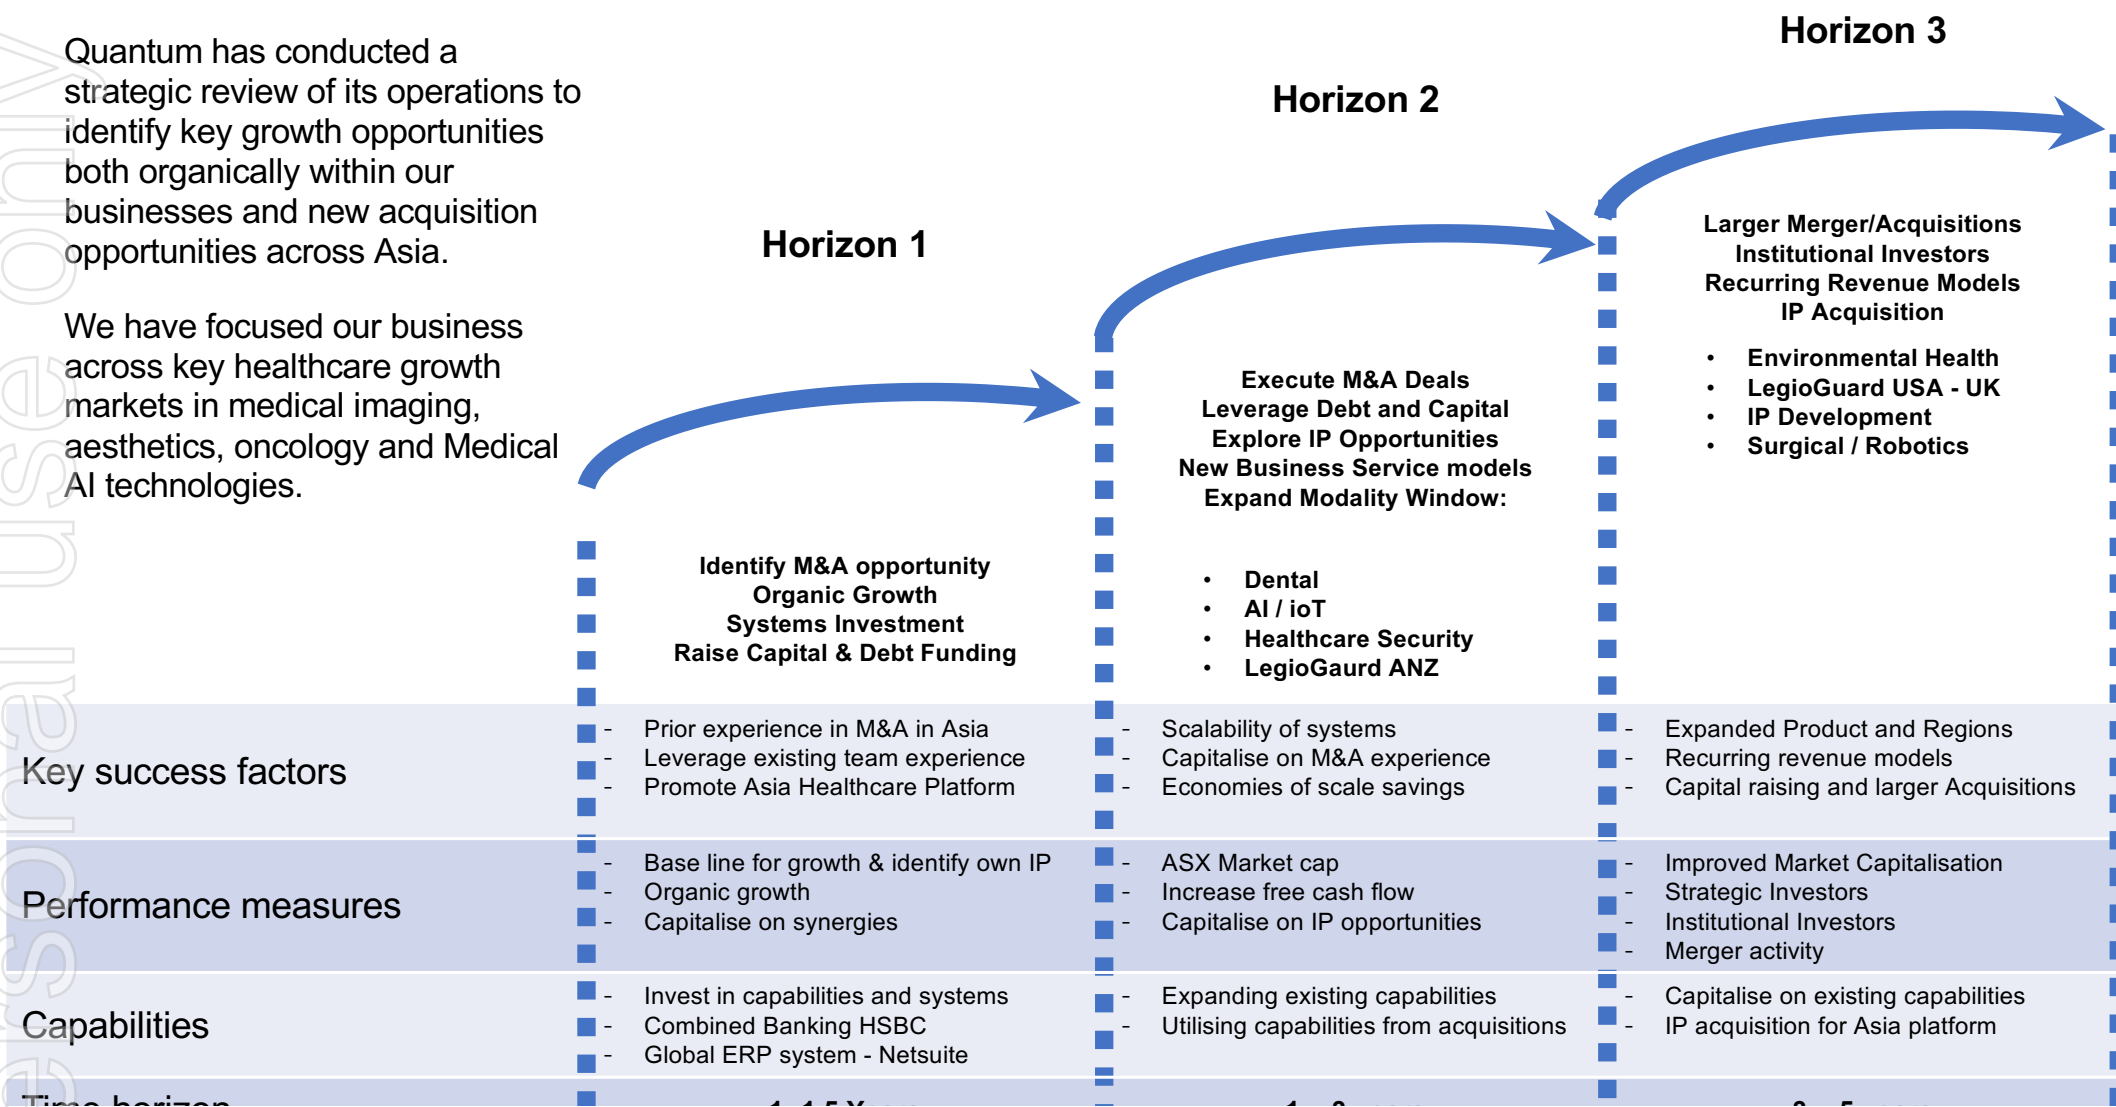 Quantum has conducted a
strategic review of its operations to
identify key growth opportunities
both organically within our
businesses and new acquisition
opportunities across Asia.
We have focused our business
across key healthcare growth
markets in medical imaging,
aesthetics, oncology and Medical
AI technologies.
Horizon 1
Identify M&A opportunity
Organic Growth
Systems Investment
Raise Capital & Debt Funding
Horizon 2
Execute M&A Deals
Leverage Debt and Capital
Explore IP Opportunities
New Business Service models
Expand Modality Window:
• Dental
• AI / ioT
• Healthcare Security
• LegioGaurd ANZ
Horizon 3
Larger Merger/Acquisitions
Institutional Investors
Recurring Revenue Models
IP Acquisition
• Environmental Health
• LegioGuard USA - UK
• IP Development
• Surgical / Robotics
Key success factors
- Prior experience in M&A in Asia
- Leverage existing team experience
- Promote Asia Healthcare Platform
- Scalability of systems
- Capitalise on M&A experience
- Economies of scale savings
- Expanded Product and Regions
- Recurring revenue models
- Capital raising and larger Acquisitions
Performance measures
- Base line for growth & identify own IP
- Organic growth
- Capitalise on synergies
- ASX Market cap
- Increase free cash flow
- Capitalise on IP opportunities
- Improved Market Capitalisation
- Strategic Investors
- Institutional Investors
- Merger activity
Capabilities
- Invest in capabilities and systems
- Combined Banking HSBC
- Global ERP system - Netsuite
- Expanding existing capabilities
- Utilising capabilities from acquisitions
- Capitalise on existing capabilities
- IP acquisition for Asia platform
Time horizon
use only